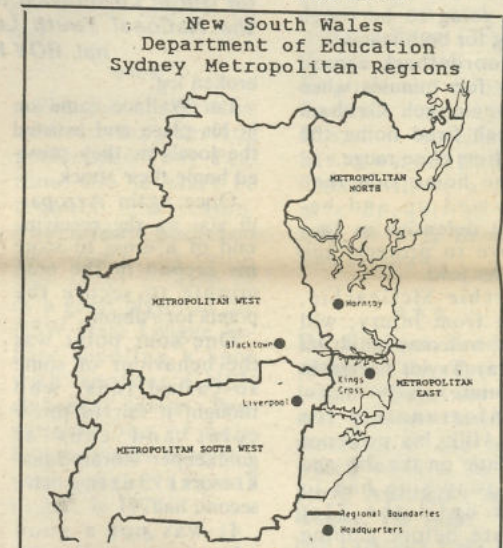 New South Wales
Department of Education
Sydney Metropolitan Regions
METROPOLITAN
NORTH
METROPOLITAN WEST
Hornsby
Blacktown
Kings
Cross
METROPOLITAN
EAST
Liverpool
METROPOLITAN SOUTH WEST
Regional Boundaries
Headquarters